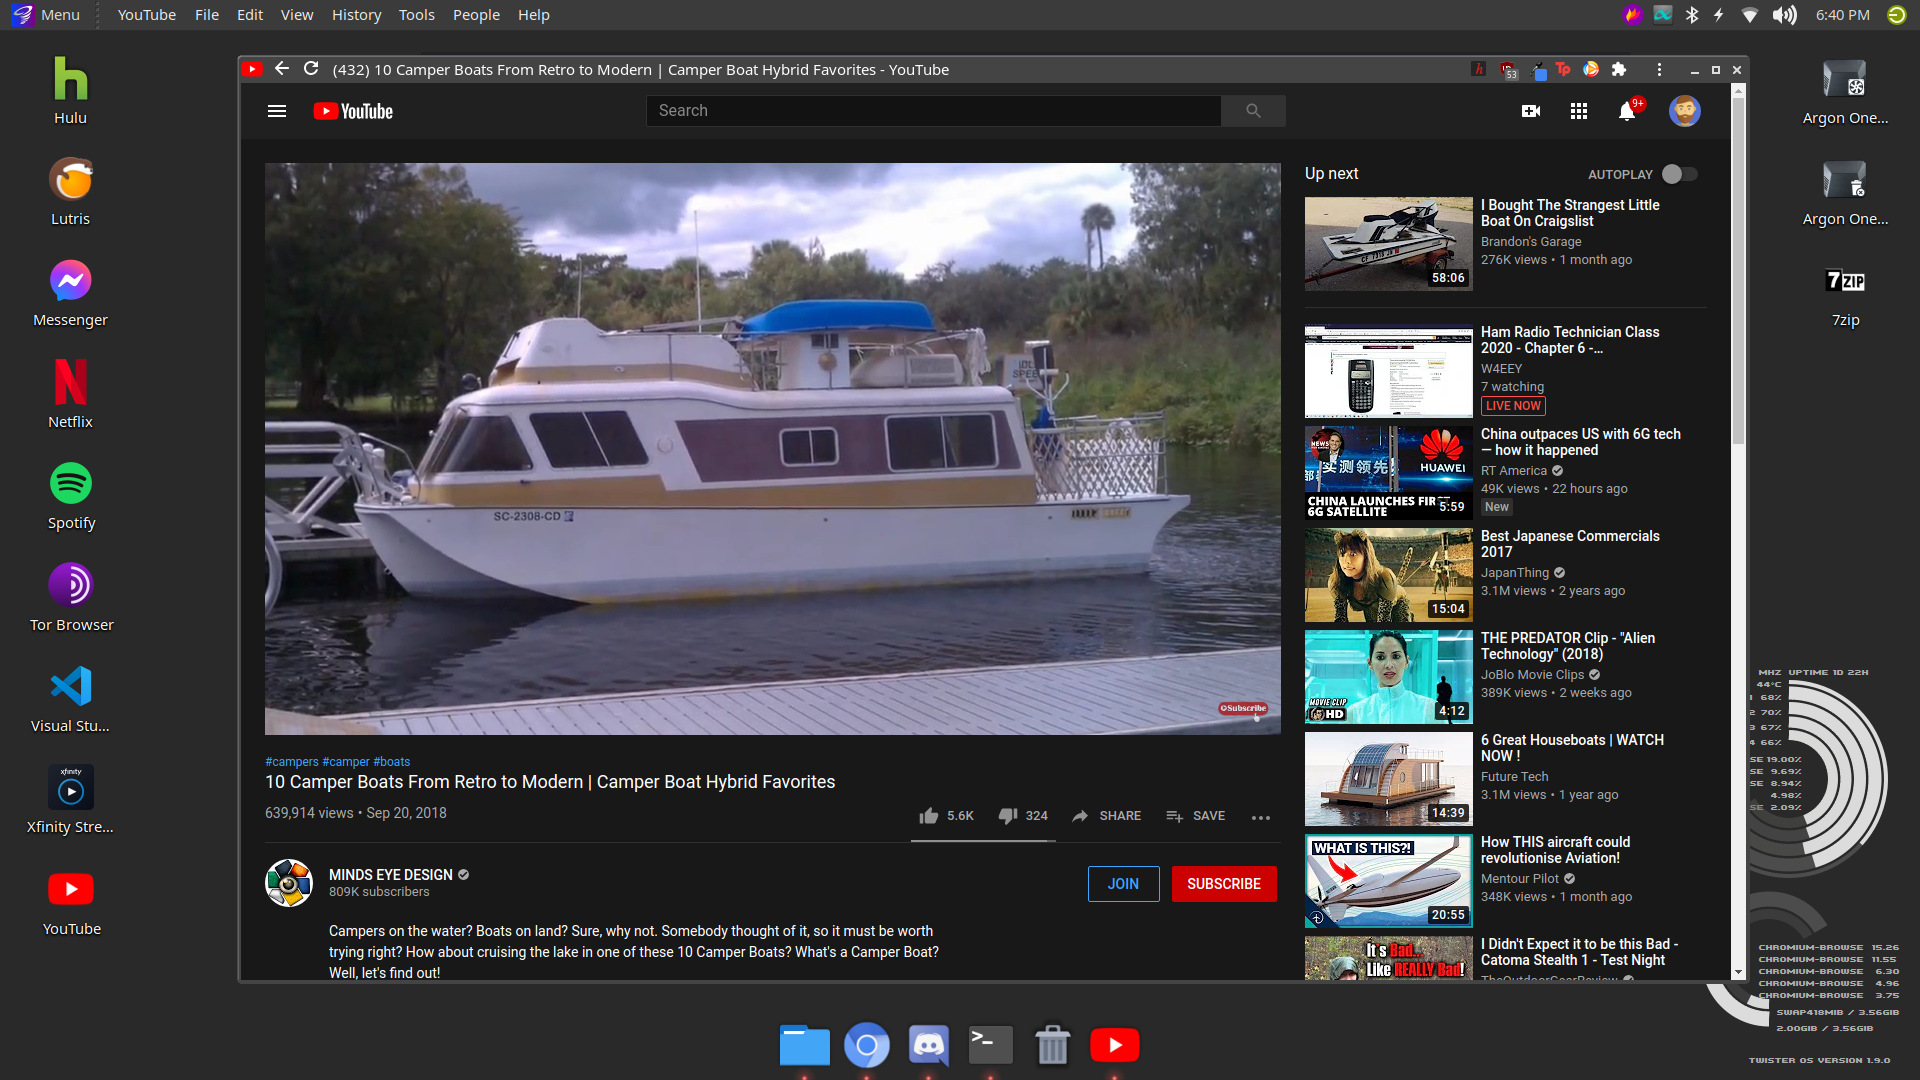 Menu
YouTube File Edit View History Tools People Help
6:40 PM
Hulu
Lutris
Messenger
Netflix
Spotify
Tor Browser
Visual Stu...
xfinity
Xfinity Stre...
YouTube
(432) 10 Camper Boats From Retro to Modern | Camper Boat Hybrid Favorites - YouTube
h
53
Tp
YouTube
Search
9+
IDLE
SPEED
SC-2308-CD
Subscribe
#campers #camper #boats
10 Camper Boats From Retro to Modern | Camper Boat Hybrid Favorites
639,914 views • Sep 20, 2018
5.6K 324 SHARE SAVE
MINDS EYE DESIGN
809K subscribers
JOIN SUBSCRIBE
Campers on the water? Boats on land? Sure, why not. Somebody thought of it, so it must be worth
trying right? How about cruising the lake in one of these 10 Camper Boats? What's a Camper Boat?
Well, let's find out!
Up next
AUTOPLAY
58:06
I Bought The Strangest Little
Boat On Craigslist
Brandon's Garage
276K views • 1 month ago
Ham Radio Technician Class
2020 - Chapter 6 -...
W4EEY
7 watching
LIVE NOW
NEWS
实测领先
HUAWEI
CHINA LAUNCHES FIRST
6G SATELLITE
5:59
China outpaces US with 6G tech
— how it happened
RT America
49K views • 22 hours ago
New
15:04
Best Japanese Commercials
2017
JapanThing
3.1M views • 2 years ago
MOVIE CLIP
HD
4:12
THE PREDATOR Clip - "Alien
Technology" (2018)
JoBlo Movie Clips
389K views • 2 weeks ago
14:39
6 Great Houseboats | WATCH
NOW !
Future Tech
3.1M views • 1 year ago
WHAT IS THIS?!
20:55
How THIS aircraft could
revolutionise Aviation!
Mentour Pilot
348K views • 1 month ago
It's Bad...
Like REALLY Bad!
I Didn't Expect it to be this Bad -
Catoma Stealth 1 - Test Night
TheOutdoorGearReview
Argon One...
Argon One...
7ZIP
7zip
MHZ UPTIME 1D 22H
44°C
1 68%
2 70%
3 67%
4 66%
SE 19.00%
SE 9.69%
SE 8.94%
4.98%
SE 2.09%
CHROMIUM-BROWSE 15.26
CHROMIUM-BROWSE 11.55
CHROMIUM-BROWSE 6.30
CHROMIUM-BROWSE 4.96
CHROMIUM-BROWSE 3.75
SWAP418MIB / 3.56GIB
2.00GIB / 3.56GIB
TWISTER OS VERSION 1.9.0